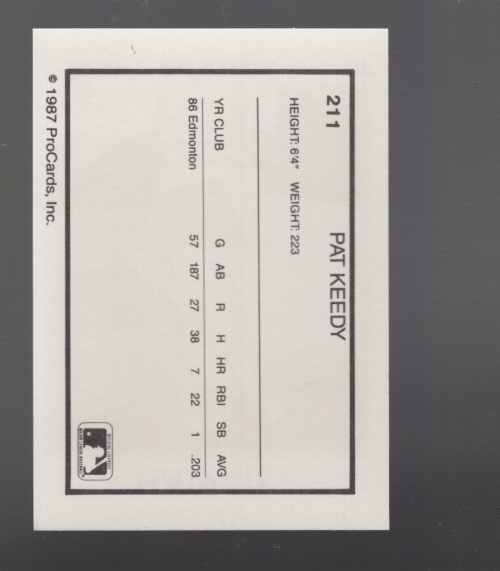 211 PAT KEEDY
HEIGHT: 6'4" WEIGHT: 223
YR CLUB G AB R H HR RBI SB AVG
86 Edmonton 57 187 27 38 7 22 1 .203
© 1987 ProCards, Inc.